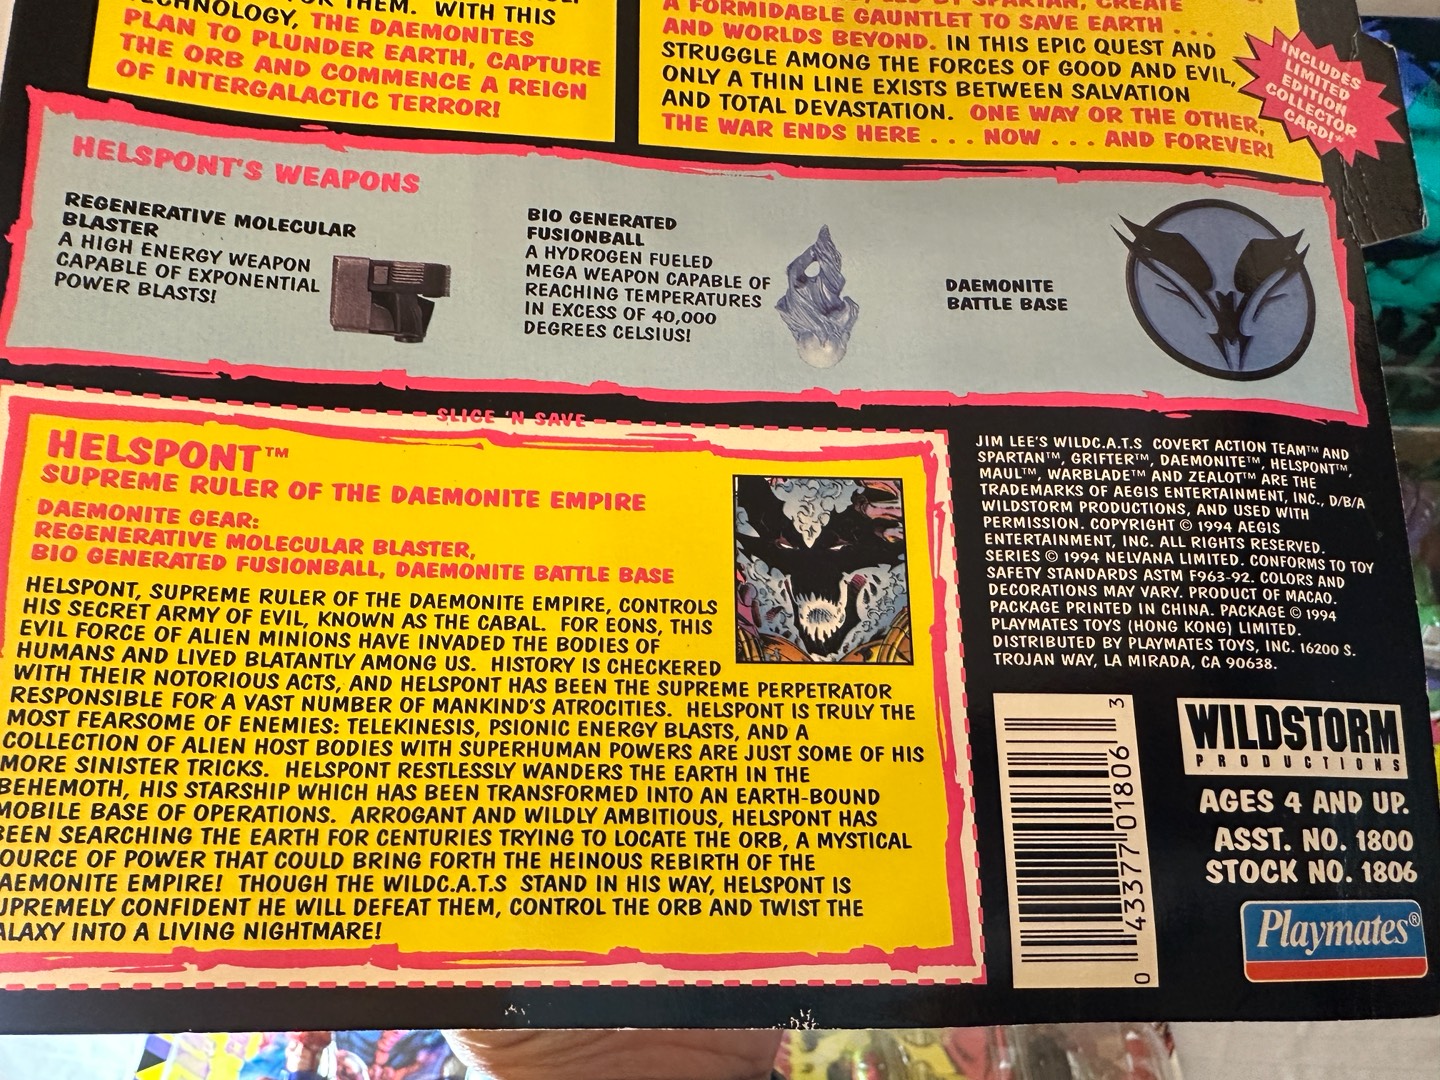 FOR THEM. WITH THIS
TECHNOLOGY, THE DAEMONITES
PLAN TO PLUNDER EARTH, CAPTURE
THE ORB AND COMMENCE A REIGN
OF INTERGALACTIC TERROR!
LED BY SPARTAN, CREATE
A FORMIDABLE GAUNTLET TO SAVE EARTH . . .
AND WORLDS BEYOND. IN THIS EPIC QUEST AND
STRUGGLE AMONG THE FORCES OF GOOD AND EVIL,
ONLY A THIN LINE EXISTS BETWEEN SALVATION
AND TOTAL DEVASTATION. ONE WAY OR THE OTHER,
THE WAR ENDS HERE . . . NOW . . . AND FOREVER!
INCLUDES
LIMITED
EDITION
COLLECTOR
CARD!*
HELSPONT'S WEAPONS
REGENERATIVE MOLECULAR
BLASTER
A HIGH ENERGY WEAPON
CAPABLE OF EXPONENTIAL
POWER BLASTS!
BIO GENERATED
FUSIONBALL
A HYDROGEN FUELED
MEGA WEAPON CAPABLE OF
REACHING TEMPERATURES
IN EXCESS OF 40,000
DEGREES CELSIUS!
DAEMONITE
BATTLE BASE
SLICE 'N SAVE
HELSPONT™
SUPREME RULER OF THE DAEMONITE EMPIRE
DAEMONITE GEAR:
REGENERATIVE MOLECULAR BLASTER,
BIO GENERATED FUSIONBALL, DAEMONITE BATTLE BASE
HELSPONT, SUPREME RULER OF THE DAEMONITE EMPIRE, CONTROLS
HIS SECRET ARMY OF EVIL, KNOWN AS THE CABAL. FOR EONS, THIS
EVIL FORCE OF ALIEN MINIONS HAVE INVADED THE BODIES OF
HUMANS AND LIVED BLATANTLY AMONG US. HISTORY IS CHECKERED
WITH THEIR NOTORIOUS ACTS, AND HELSPONT HAS BEEN THE SUPREME PERPETRATOR
RESPONSIBLE FOR A VAST NUMBER OF MANKIND'S ATROCITIES. HELSPONT IS TRULY THE
MOST FEARSOME OF ENEMIES: TELEKINESIS, PSIONIC ENERGY BLASTS, AND A
COLLECTION OF ALIEN HOST BODIES WITH SUPERHUMAN POWERS ARE JUST SOME OF HIS
MORE SINISTER TRICKS. HELSPONT RESTLESSLY WANDERS THE EARTH IN THE
BEHEMOTH, HIS STARSHIP WHICH HAS BEEN TRANSFORMED INTO AN EARTH-BOUND
MOBILE BASE OF OPERATIONS. ARROGANT AND WILDLY AMBITIOUS, HELSPONT HAS
BEEN SEARCHING THE EARTH FOR CENTURIES TRYING TO LOCATE THE ORB, A MYSTICAL
OURCE OF POWER THAT COULD BRING FORTH THE HEINOUS REBIRTH OF THE
AEMONITE EMPIRE! THOUGH THE WILDC.A.T.S STAND IN HIS WAY, HELSPONT IS
UPREMELY CONFIDENT HE WILL DEFEAT THEM, CONTROL THE ORB AND TWIST THE
ALAXY INTO A LIVING NIGHTMARE!
JIM LEE'S WILDC.A.T.S COVERT ACTION TEAM™ AND
SPARTAN™, GRIFTER™, DAEMONITE™, HELSPONT™,
MAUL™, WARBLADE™ AND ZEALOT™ ARE THE
TRADEMARKS OF AEGIS ENTERTAINMENT, INC., D/B/A
WILDSTORM PRODUCTIONS, AND USED WITH
PERMISSION. COPYRIGHT © 1994 AEGIS
ENTERTAINMENT, INC. ALL RIGHTS RESERVED.
SERIES © 1994 NELVANA LIMITED. CONFORMS TO TOY
SAFETY STANDARDS ASTM F963-92. COLORS AND
DECORATIONS MAY VARY. PRODUCT OF MACAO.
PACKAGE PRINTED IN CHINA. PACKAGE © 1994
PLAYMATES TOYS (HONG KONG) LIMITED.
DISTRIBUTED BY PLAYMATES TOYS, INC. 16200 S.
TROJAN WAY, LA MIRADA, CA 90638.
0 43377 01806 3
WILDSTORM
PRODUCTIONS
AGES 4 AND UP.
ASST. NO. 1800
STOCK NO. 1806
Playmates®